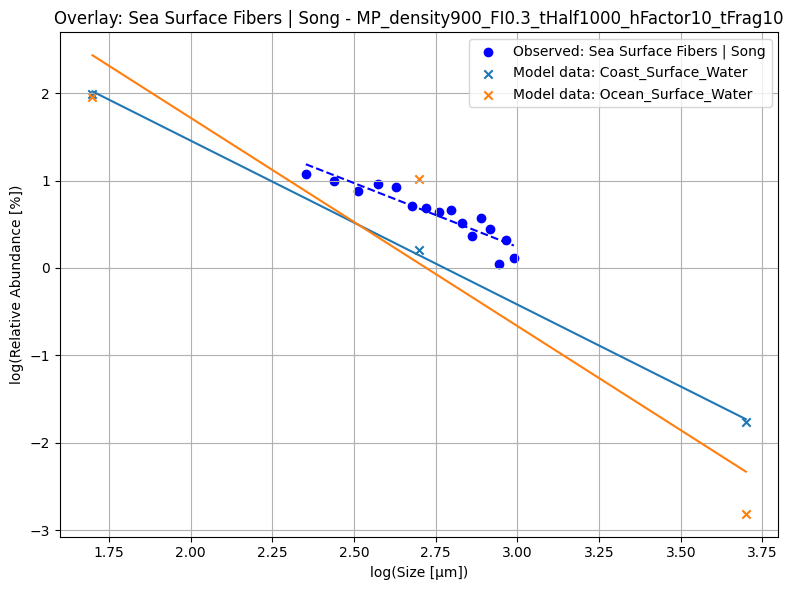 Overlay: Sea Surface Fibers | Song - MP_density900_FI0.3_tHalf1000_hFactor10_tFrag10
Observed: Sea Surface Fibers | Song
Model data: Coast_Surface_Water
Model data: Ocean_Surface_Water
log(Relative Abundance [%])
2
1
0
−1
−2
−3
1.75
2.00
2.25
2.50
2.75
3.00
3.25
3.50
3.75
log(Size [µm])